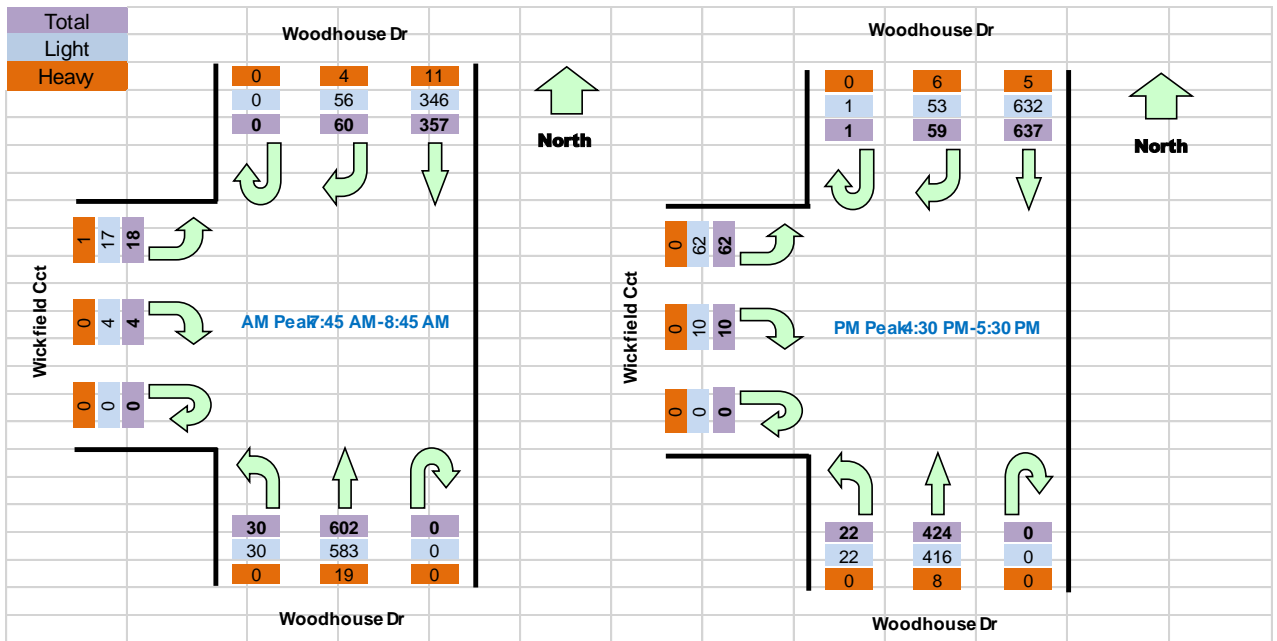 Total
Light
Heavy
Woodhouse Dr
0 4 11
0 56 346
0 60 357
North
Wickfield Cct
1 17 18
0 4 4
0 0 0
AM Peak7:45 AM-8:45 AM
30 602 0
30 583 0
0 19 0
Woodhouse Dr
Woodhouse Dr
0 6 5
1 53 632
1 59 637
North
Wickfield Cct
0 62 62
0 10 10
0 0 0
PM Peak4:30 PM-5:30 PM
22 424 0
22 416 0
0 8 0
Woodhouse Dr